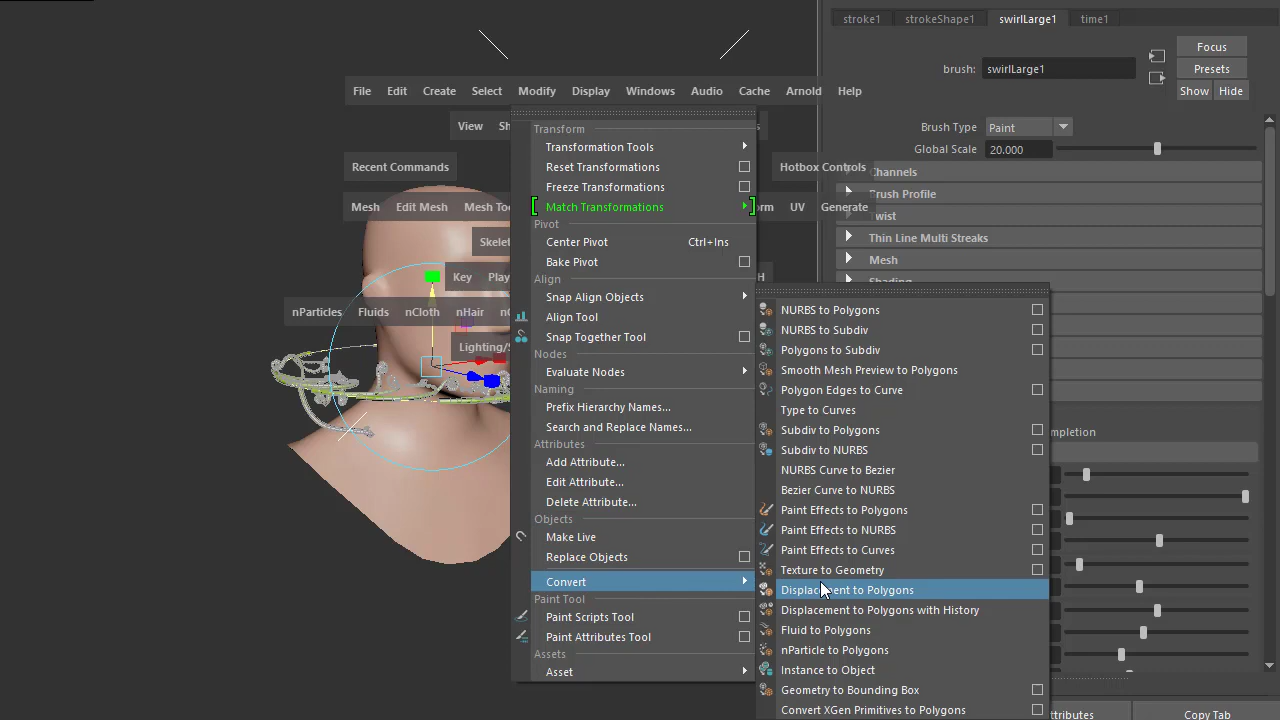 stroke1 strokeShape1 swirlLarge1 time1
Focus
brush: swirlLarge1
Presets
Show Hide
File Edit Create Select Modify Display Windows Audio Cache Arnold Help
View
Brush Type Paint
Global Scale 20.000
Recent Commands
Hotbox Controls
Channels
Brush Profile
Mesh Edit Mesh
UV Generate
Twist
Thin Line Multi Streaks
Mesh
Shading
Key
nParticles Fluids nCloth nHair
Transform
Transformation Tools
Reset Transformations
Freeze Transformations
Match Transformations
Pivot
Center Pivot Ctrl+Ins
Bake Pivot
Align
Snap Align Objects
Align Tool
Snap Together Tool
Nodes
Evaluate Nodes
Naming
Prefix Hierarchy Names...
Search and Replace Names...
Attributes
Add Attribute...
Edit Attribute...
Delete Attribute...
Objects
Make Live
Replace Objects
Convert
Paint Tool
Paint Scripts Tool
Paint Attributes Tool
Assets
Asset
NURBS to Polygons
NURBS to Subdiv
Polygons to Subdiv
Smooth Mesh Preview to Polygons
Polygon Edges to Curve
Type to Curves
Subdiv to Polygons
Subdiv to NURBS
NURBS Curve to Bezier
Bezier Curve to NURBS
Paint Effects to Polygons
Paint Effects to NURBS
Paint Effects to Curves
Texture to Geometry
Displacement to Polygons
Displacement to Polygons with History
Fluid to Polygons
nParticle to Polygons
Instance to Object
Geometry to Bounding Box
Convert XGen Primitives to Polygons
Copy Tab